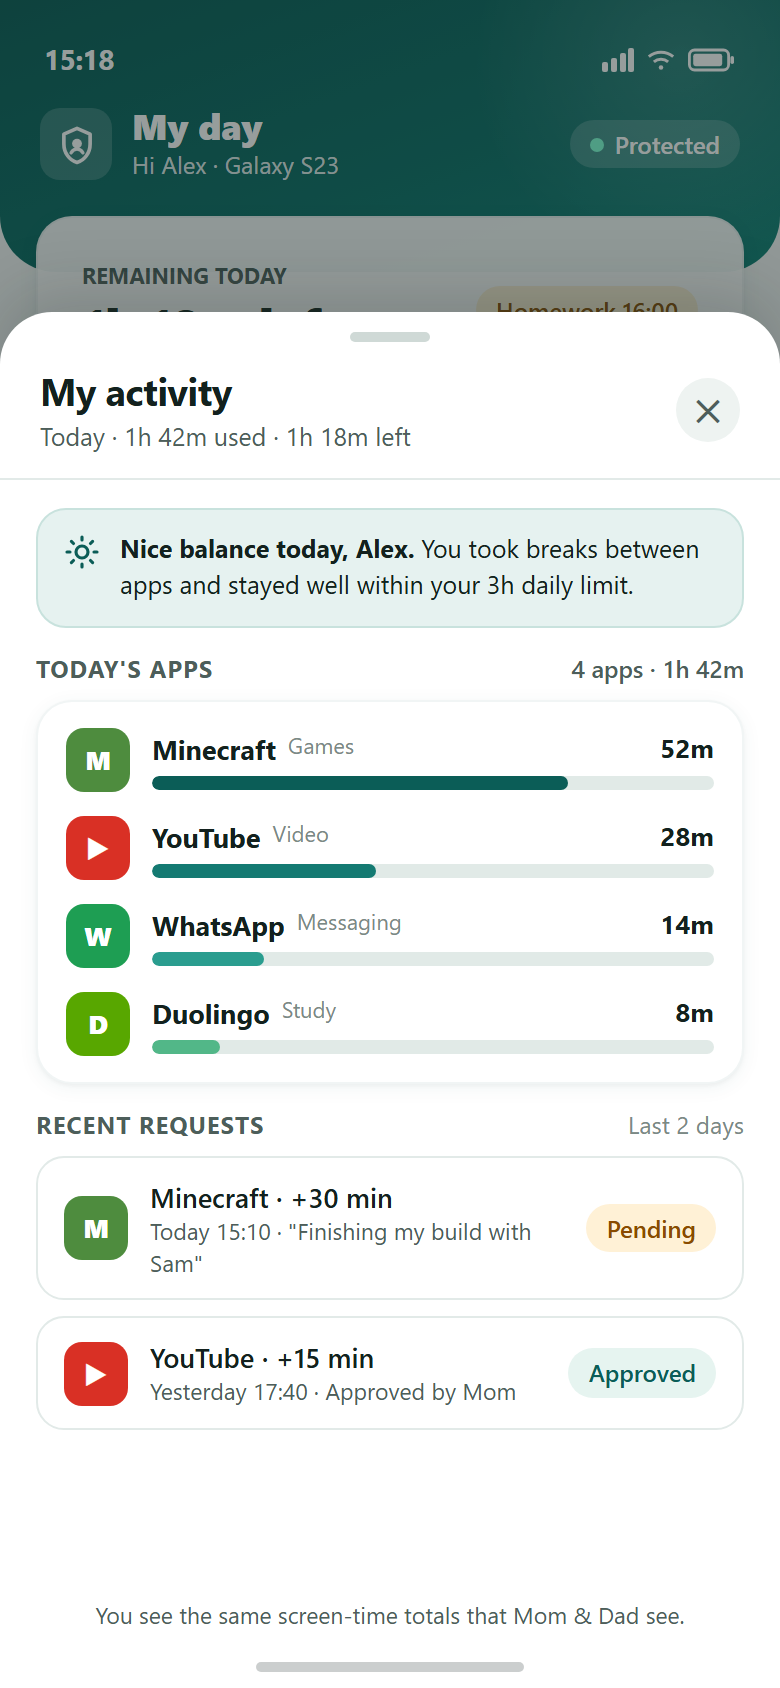 15:18
My day
Hi Alex · Galaxy S23
Protected
REMAINING TODAY
Homework 16:00
My activity
Today · 1h 42m used · 1h 18m left
Nice balance today, Alex. You took breaks between
apps and stayed well within your 3h daily limit.
TODAY'S APPS
4 apps · 1h 42m
M
Minecraft Games
52m
YouTube Video
28m
W
WhatsApp Messaging
14m
D
Duolingo Study
8m
RECENT REQUESTS
Last 2 days
M
Minecraft · +30 min
Today 15:10 · "Finishing my build with
Sam"
Pending
YouTube · +15 min
Yesterday 17:40 · Approved by Mom
Approved
You see the same screen-time totals that Mom & Dad see.